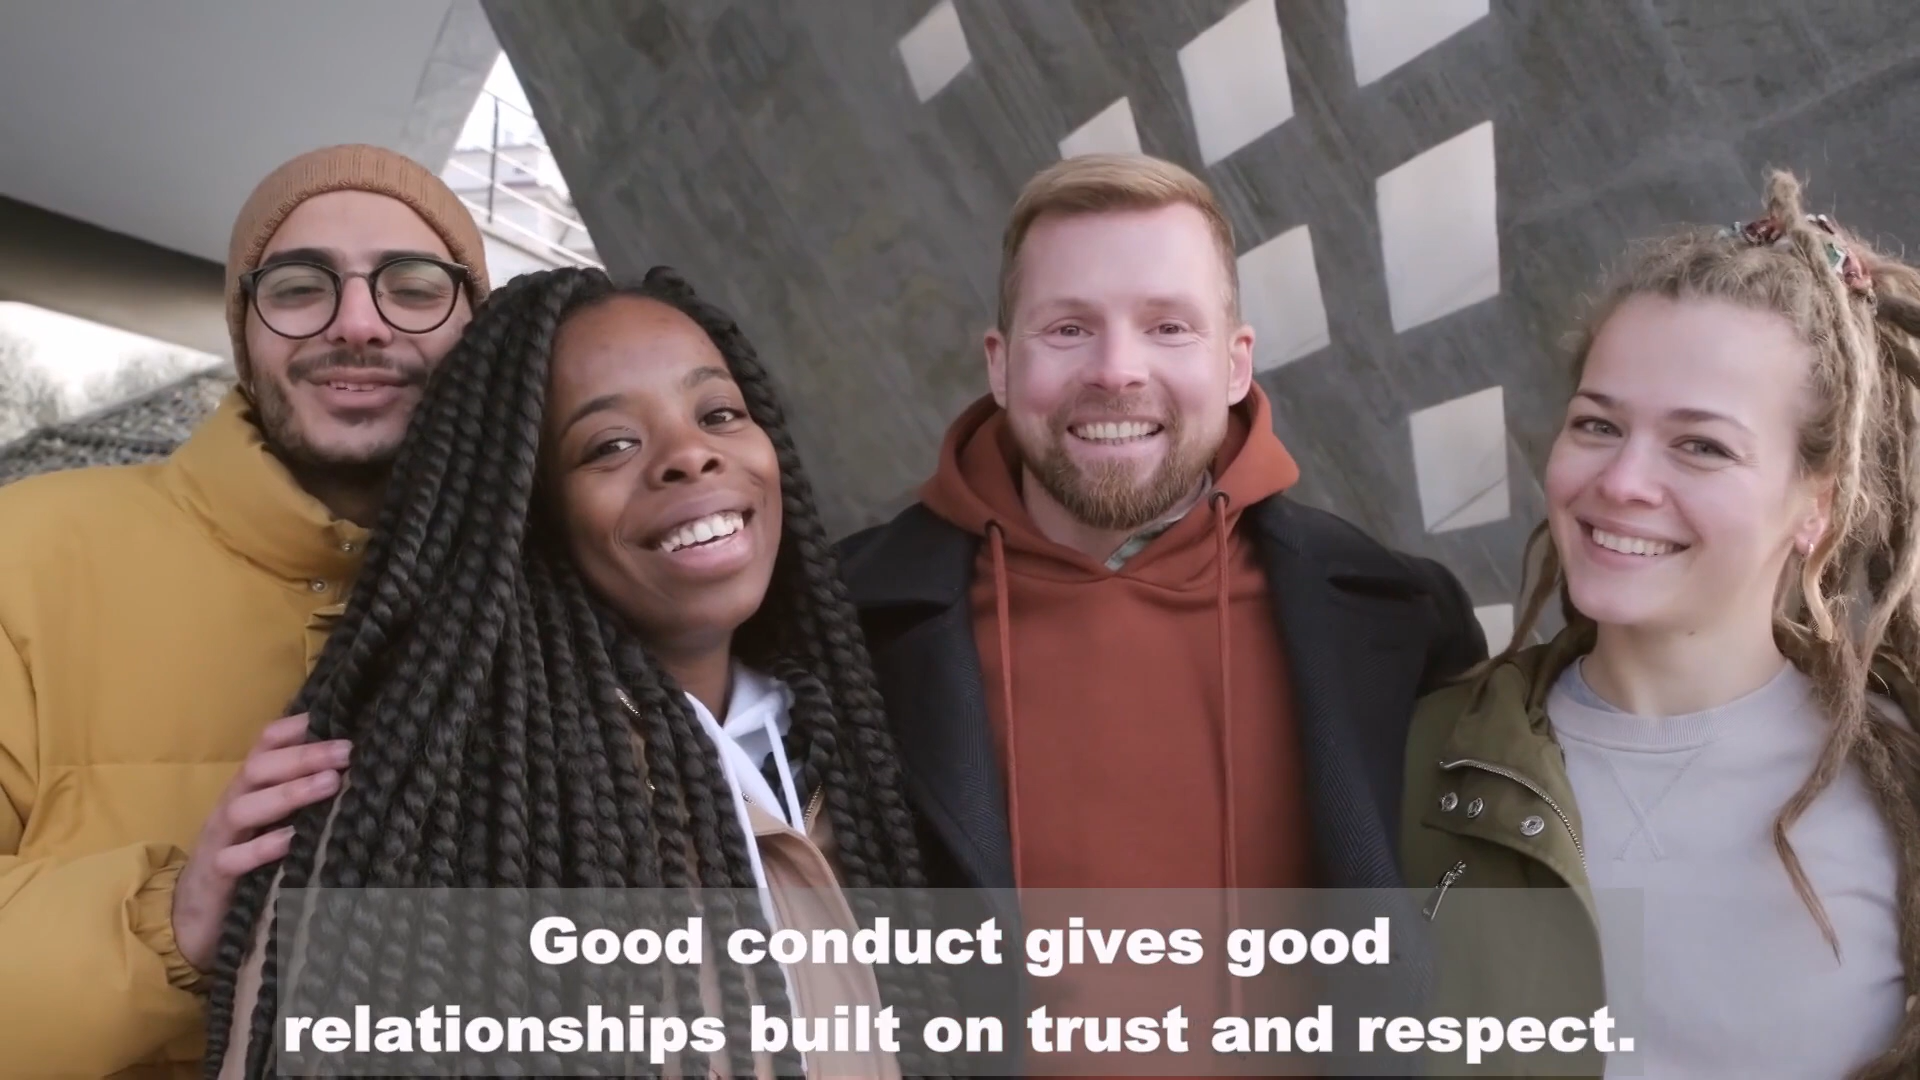 Good conduct gives good
relationships built on trust and respect.